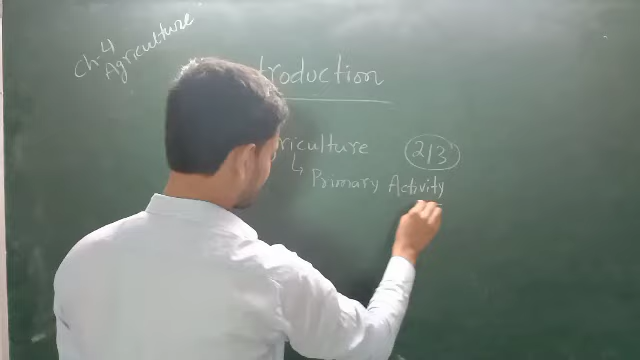 Ch-4
Agriculture
troduction
riculture 2/3
↳ Primary Activity